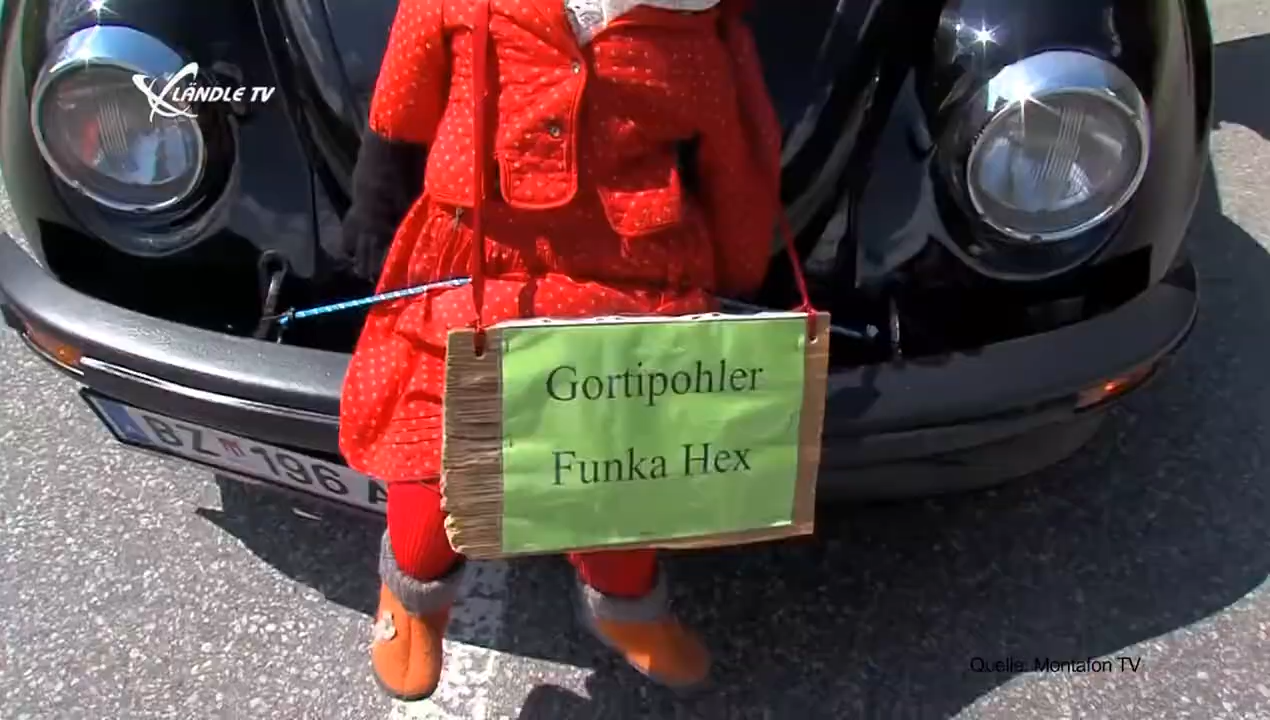 LÄNDLE TV
Gortipohler
Funka Hex
BZ 196 A
Quelle: Montafon TV